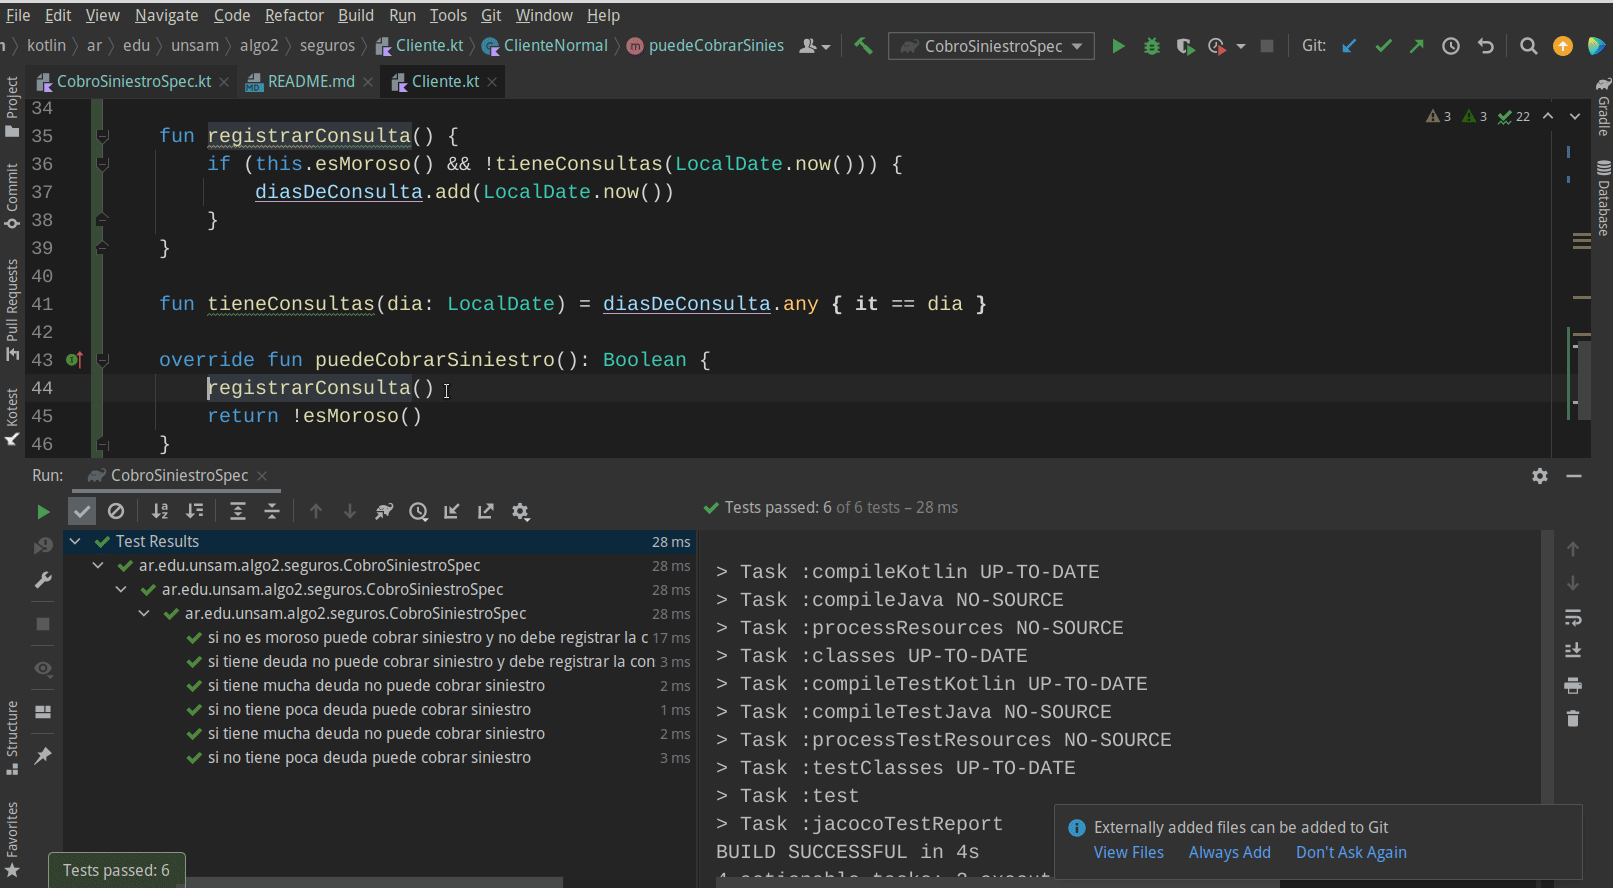 File Edit View Navigate Code Refactor Build Run Tools Git Window Help
kotlin ar edu unsam algo2 seguros Cliente.kt ClienteNormal puedeCobrarSinies CobroSiniestroSpec Git:
CobroSiniestroSpec.kt README.md Cliente.kt
Project
Commit
Pull Requests
Kotest
Structure
Favorites
Gradle
Database
3 3 22
34
35 fun registrarConsulta() {
36 if (this.esMoroso() && !tieneConsultas(LocalDate.now())) {
37 diasDeConsulta.add(LocalDate.now())
38 }
39 }
40
41 fun tieneConsultas(dia: LocalDate) = diasDeConsulta.any { it == dia }
42
43 override fun puedeCobrarSiniestro(): Boolean {
44 registrarConsulta()
45 return !esMoroso()
46 }
Run: CobroSiniestroSpec
Tests passed: 6 of 6 tests – 28 ms
Test Results 28 ms
ar.edu.unsam.algo2.seguros.CobroSiniestroSpec 28 ms
ar.edu.unsam.algo2.seguros.CobroSiniestroSpec 28 ms
ar.edu.unsam.algo2.seguros.CobroSiniestroSpec 28 ms
si no es moroso puede cobrar siniestro y no debe registrar la c 17 ms
si tiene deuda no puede cobrar siniestro y debe registrar la con 3 ms
si tiene mucha deuda no puede cobrar siniestro 2 ms
si no tiene poca deuda puede cobrar siniestro 1 ms
si tiene mucha deuda no puede cobrar siniestro 2 ms
si no tiene poca deuda puede cobrar siniestro 3 ms
> Task :compileKotlin UP-TO-DATE
> Task :compileJava NO-SOURCE
> Task :processResources NO-SOURCE
> Task :classes UP-TO-DATE
> Task :compileTestKotlin UP-TO-DATE
> Task :compileTestJava NO-SOURCE
> Task :processTestResources NO-SOURCE
> Task :testClasses UP-TO-DATE
> Task :test
> Task :jacocoTestReport
BUILD SUCCESSFUL in 4s
Externally added files can be added to Git
View Files Always Add Don't Ask Again
Tests passed: 6